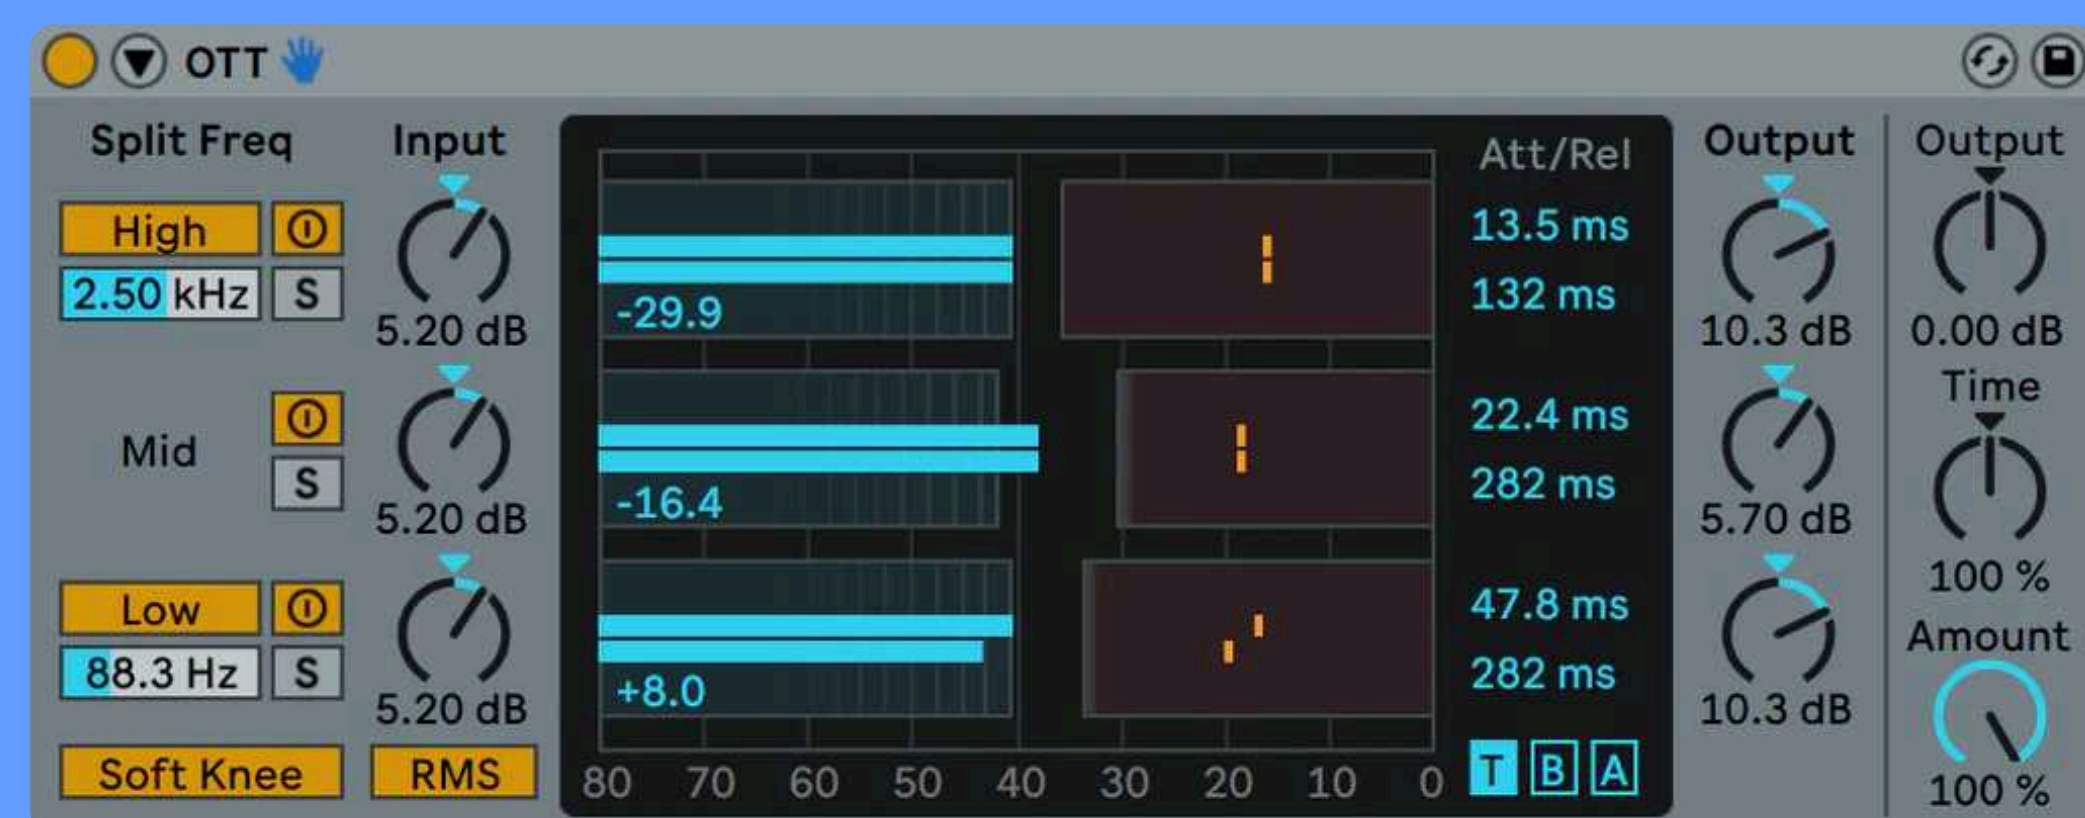 OTT
Split Freq
Input
Att/Rel
Output
Output
High
2.50 kHz
S
5.20 dB
-29.9
13.5 ms
132 ms
10.3 dB
0.00 dB
Time
Mid
S
5.20 dB
-16.4
22.4 ms
282 ms
5.70 dB
100 %
Amount
Low
88.3 Hz
S
5.20 dB
+8.0
47.8 ms
282 ms
10.3 dB
100 %
Soft Knee
RMS
80 70 60 50 40 30 20 10 0
T B A